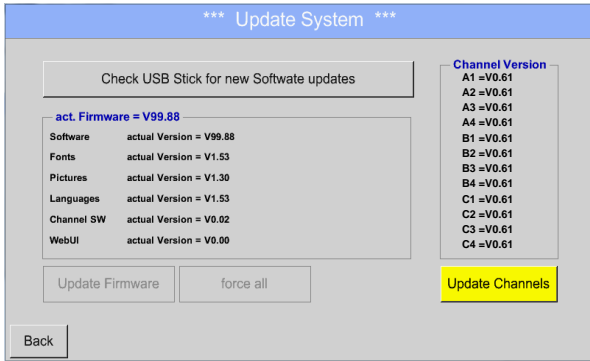 *** Update System ***
Check USB Stick for new Softwate updates
act. Firmware = V99.88
Software actual Version = V99.88
Fonts actual Version = V1.53
Pictures actual Version = V1.30
Languages actual Version = V1.53
Channel SW actual Version = V0.02
WebUI actual Version = V0.00
Update Firmware
force all
Channel Version
A1 =V0.61
A2 =V0.61
A3 =V0.61
A4 =V0.61
B1 =V0.61
B2 =V0.61
B3 =V0.61
B4 =V0.61
C1 =V0.61
C2 =V0.61
C3 =V0.61
C4 =V0.61
Update Channels
Back